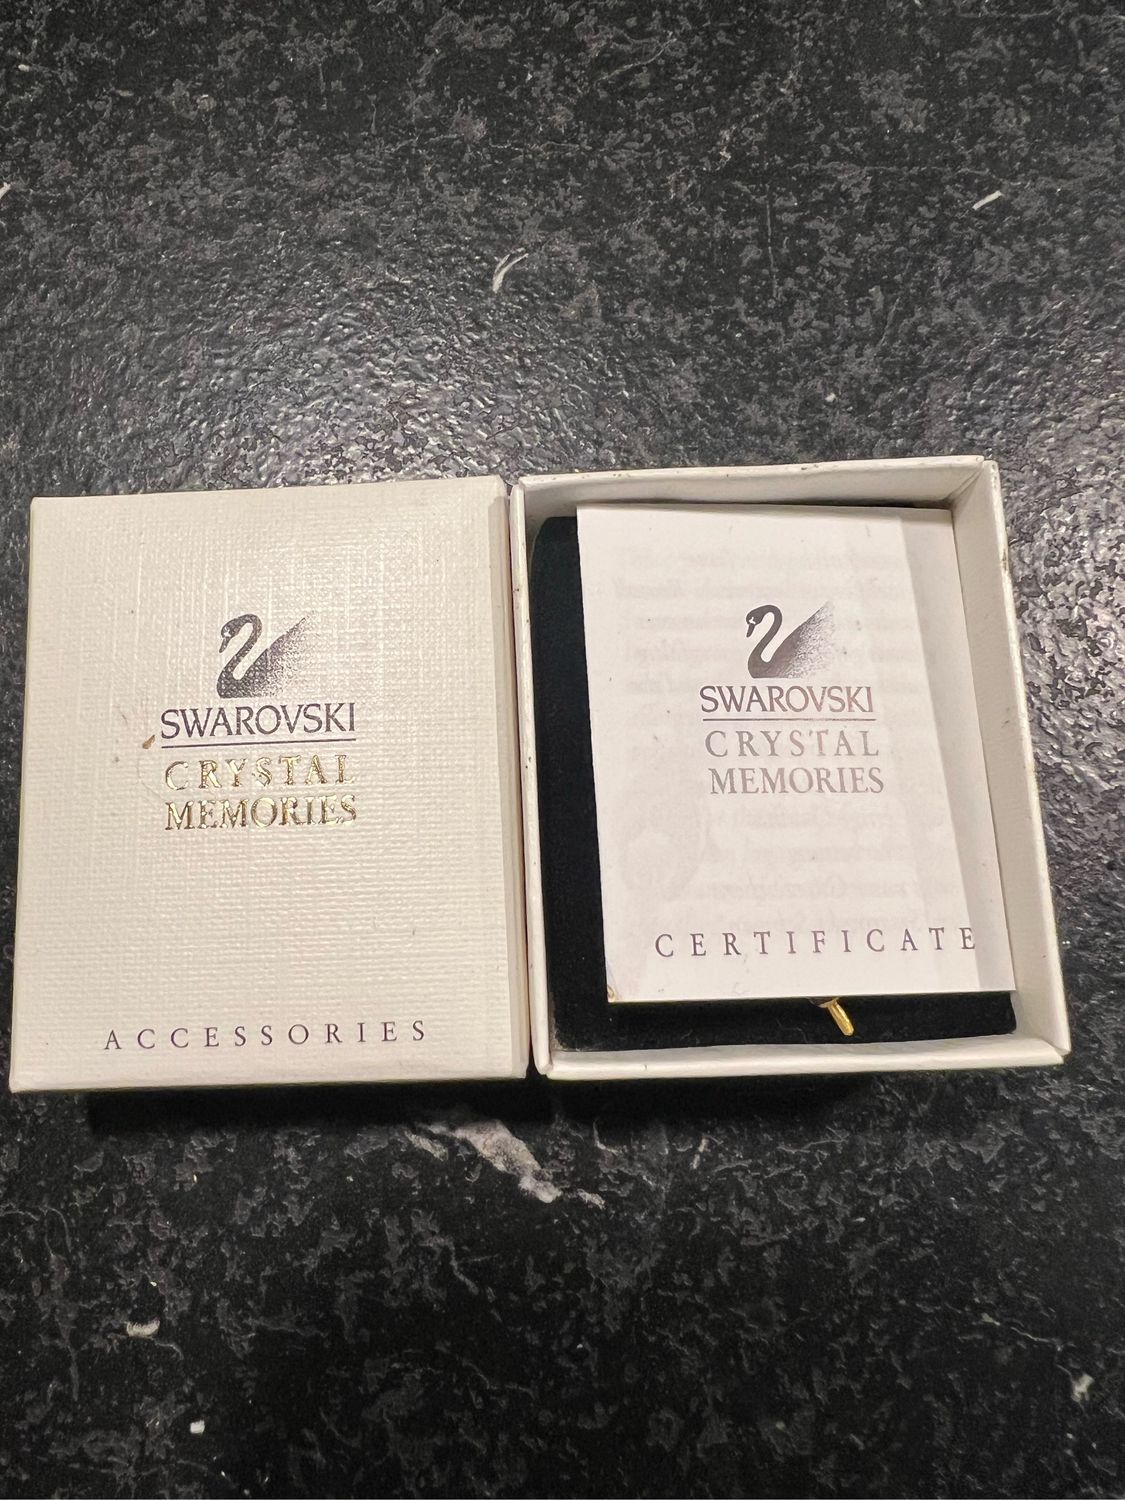 SWAROVSKI
CRYSTAL
MEMORIES
ACCESSORIES
SWAROVSKI
CRYSTAL
MEMORIES
CERTIFICATE